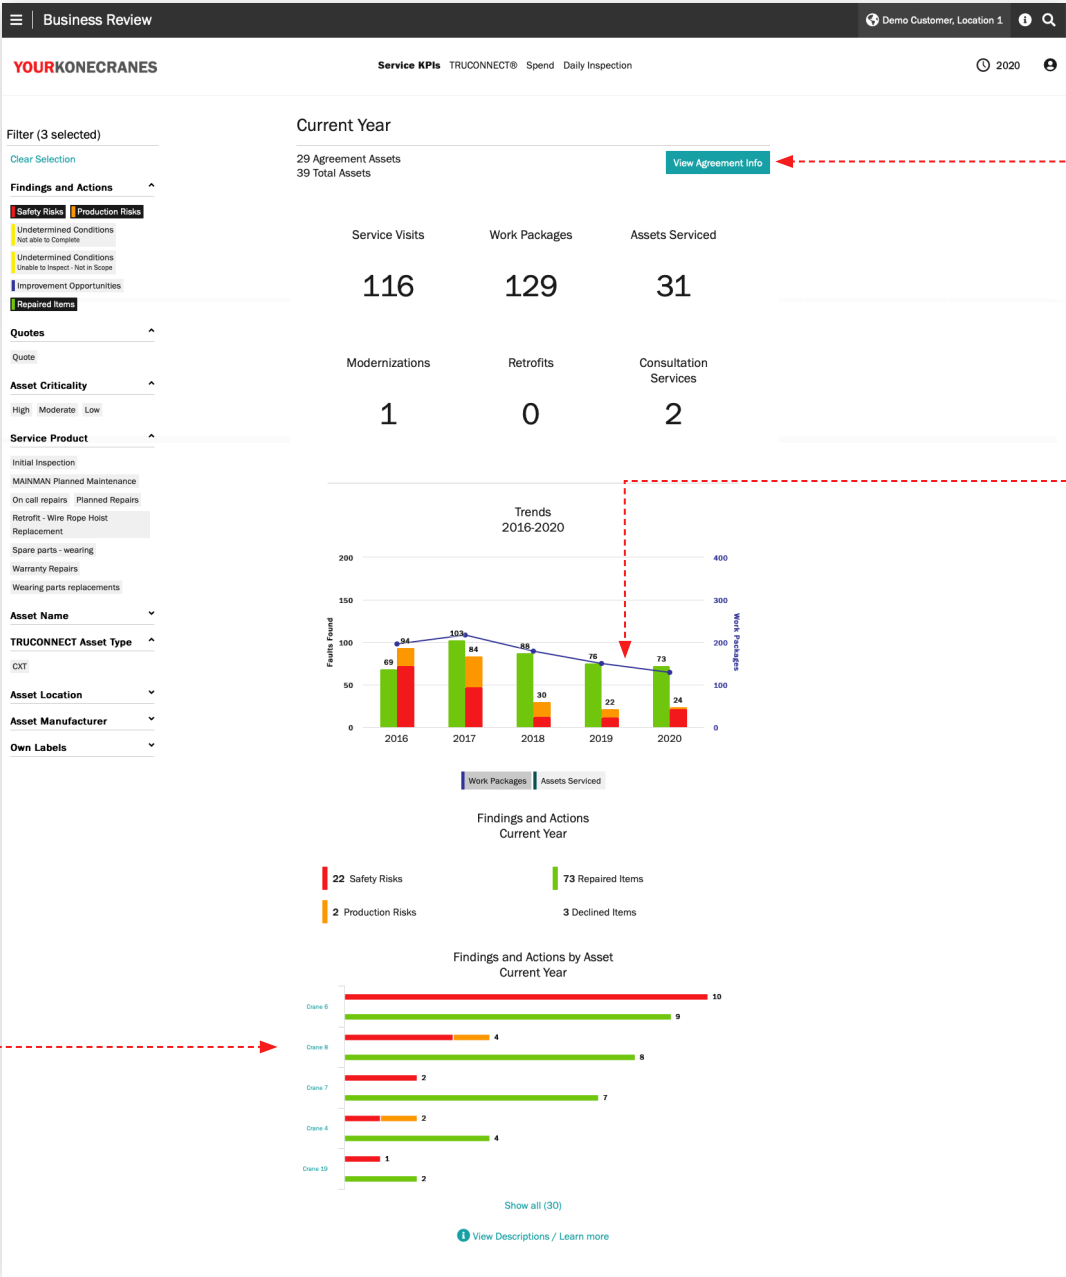 Business Review
Demo Customer, Location 1
YOURKONECRANES
Service KPIs TRUCONNECT® Spend Daily Inspection
2020
Filter (3 selected)
Clear Selection
Findings and Actions
Safety Risks Production Risks
Undetermined Conditions
Not able to Complete
Undetermined Conditions
Unable to Inspect - Not in Scope
Improvement Opportunities
Repaired Items
Quotes
Quote
Asset Criticality
High Moderate Low
Service Product
Initial Inspection
MAINMAN Planned Maintenance
On call repairs Planned Repairs
Retrofit - Wire Rope Hoist
Replacement
Spare parts - wearing
Warranty Repairs
Wearing parts replacements
Asset Name
TRUCONNECT Asset Type
CXT
Asset Location
Asset Manufacturer
Own Labels
Current Year
29 Agreement Assets
39 Total Assets
View Agreement Info
Service Visits Work Packages Assets Serviced
116 129 31
Modernizations Retrofits Consultation
Services
1 0 2
Trends
2016-2020
200 400
150 300
100 200
50 100
0 0
Faults Found
Work Packages
69 94 103 84 88 30 76 22 73 24
2016 2017 2018 2019 2020
Work Packages Assets Serviced
Findings and Actions
Current Year
22 Safety Risks 73 Repaired Items
2 Production Risks 3 Declined Items
Findings and Actions by Asset
Current Year
10
Crane 6
9
4
Crane 8
8
2
Crane 7
7
2
Crane 4
4
1
Crane 19
2
Show all (30)
View Descriptions / Learn more